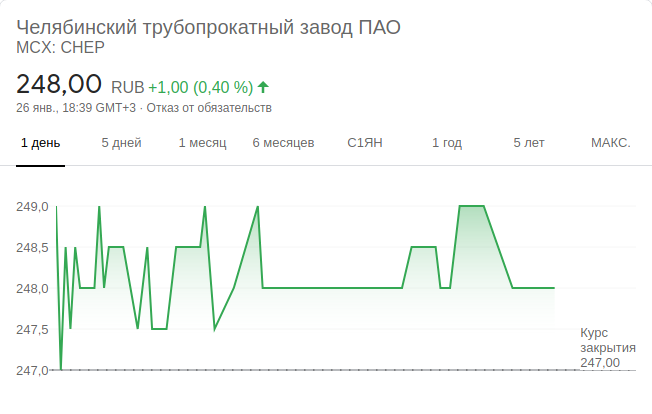 Челябинский трубопрокатный завод ПАО
MCX: CHEP
248,00 RUB +1,00 (0,40 %)
26 янв., 18:39 GMT+3 · Отказ от обязательств
1 день 5 дней 1 месяц 6 месяцев С1ЯН 1 год 5 лет МАКС.
249,0
248,5
248,0
247,5
247,0
Курс
закрытия
247,00